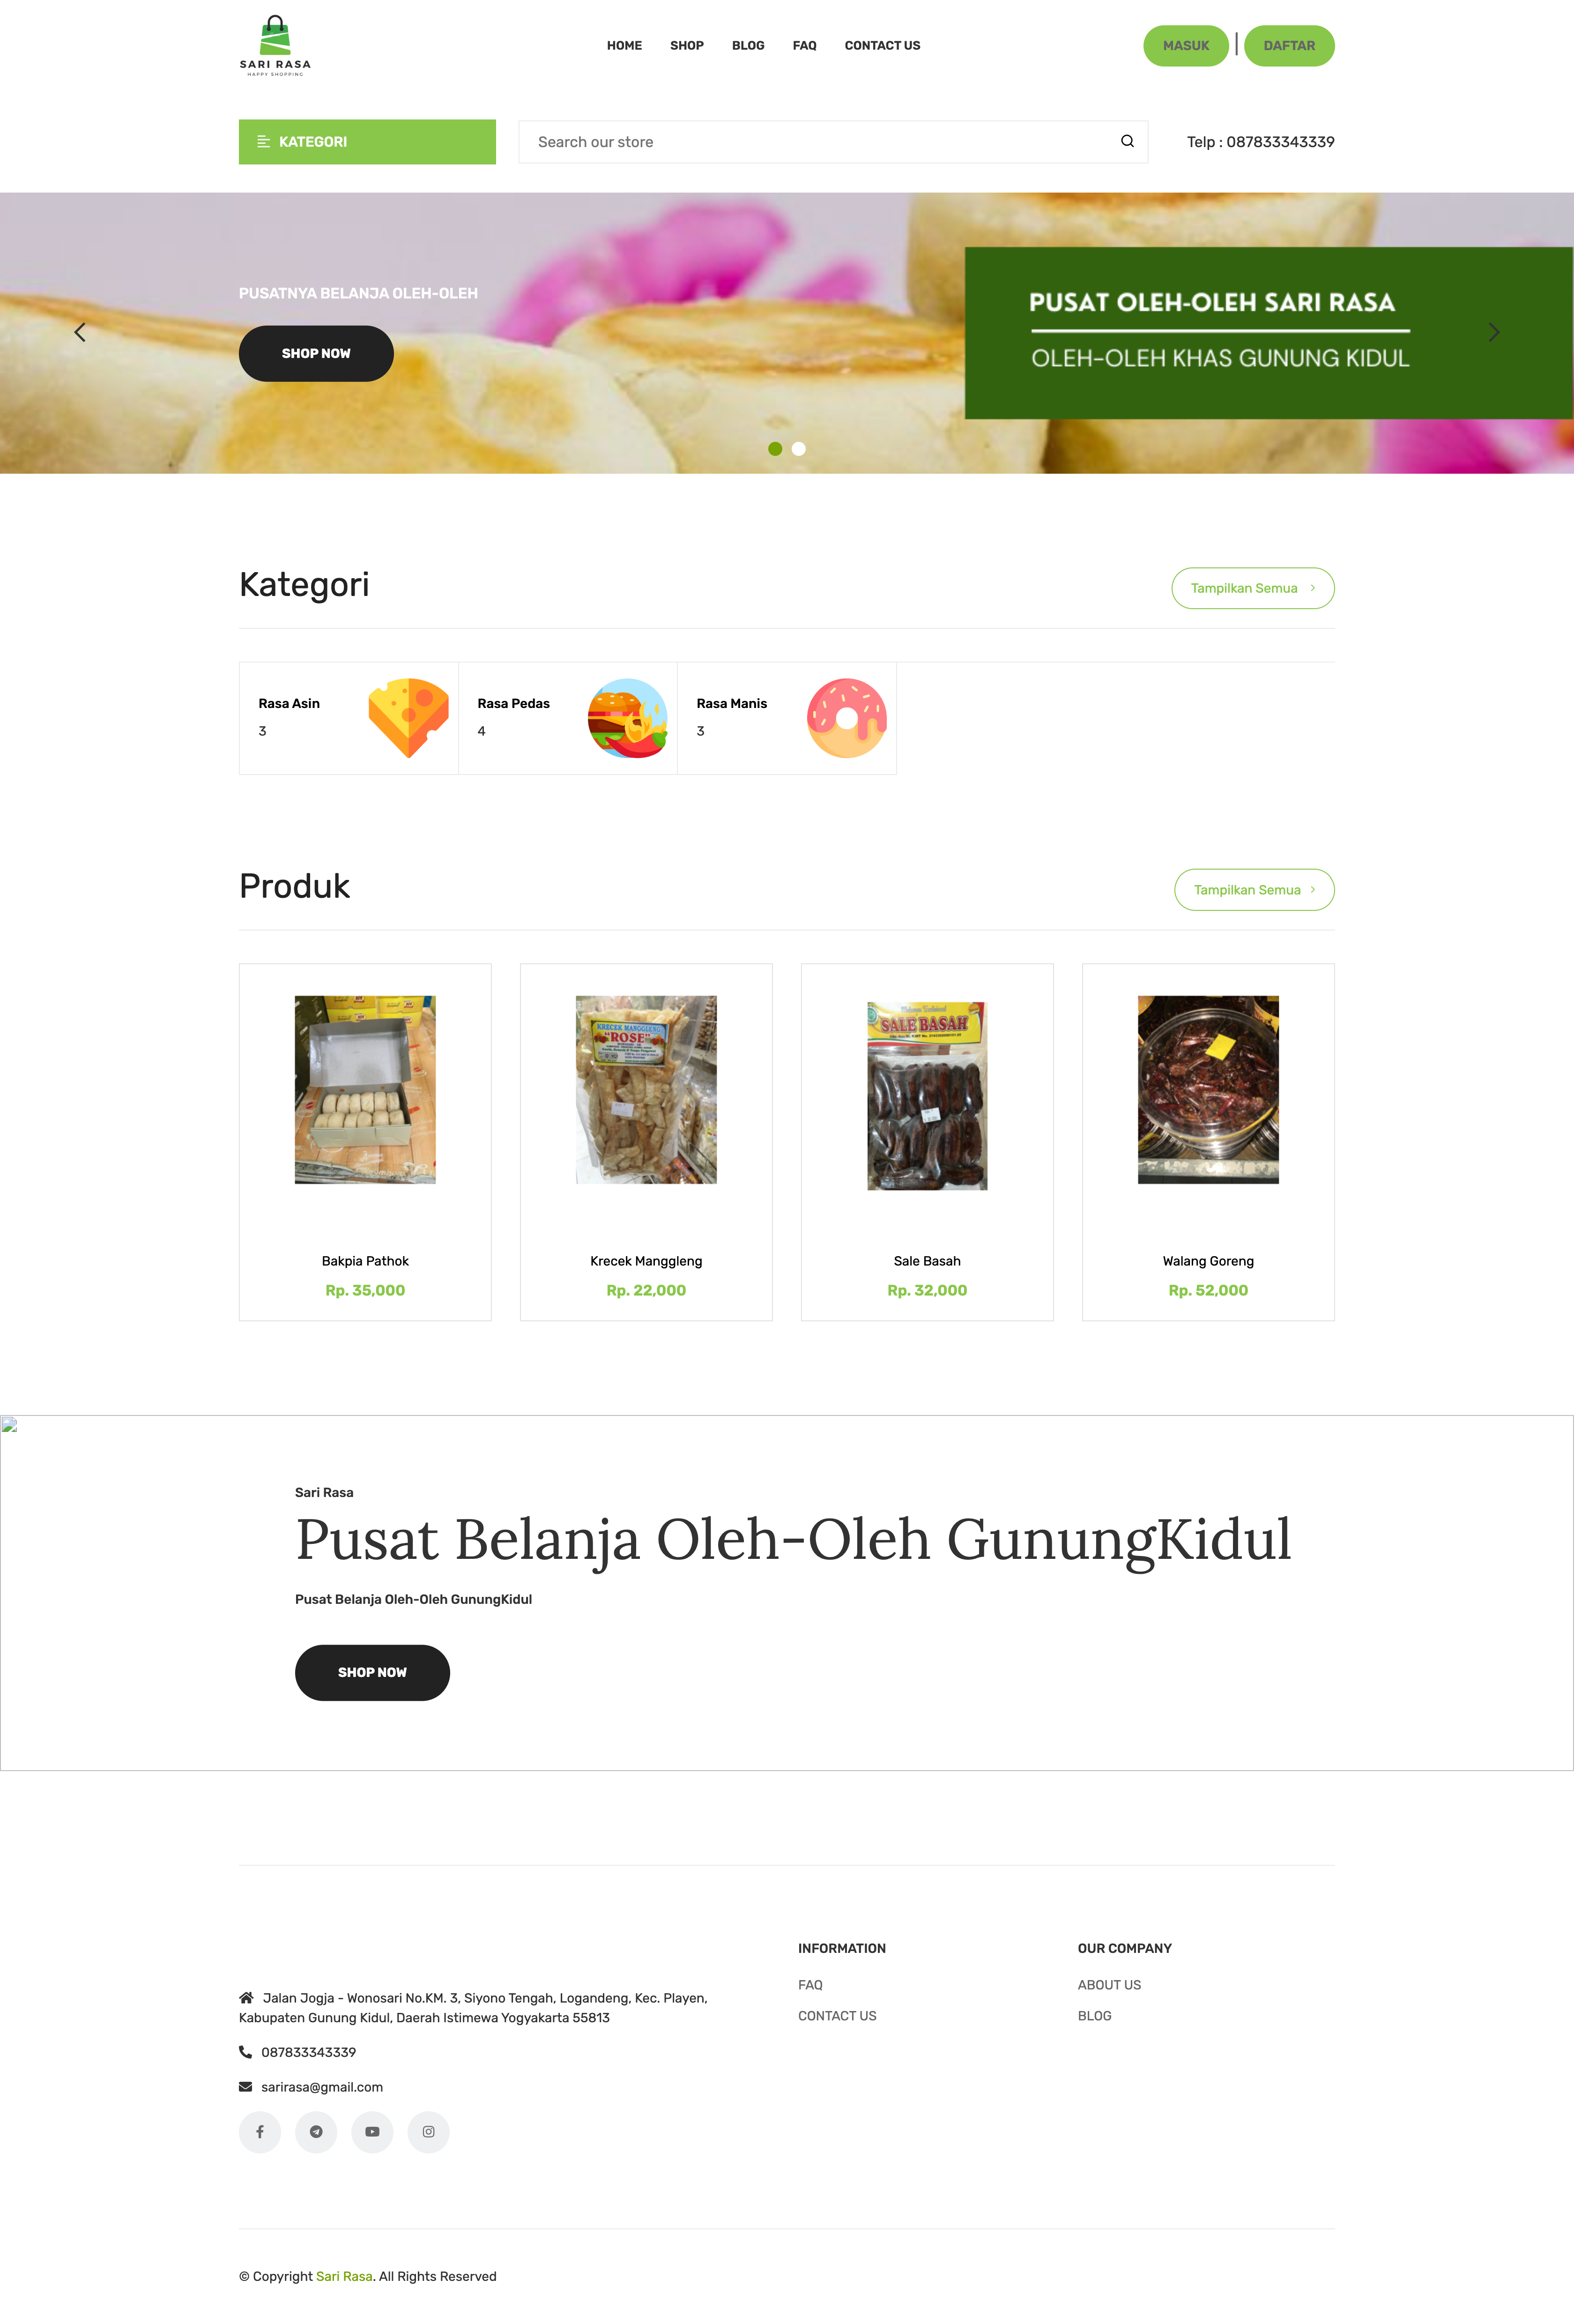 SARI RASA
HAPPY SHOPPING
HOME SHOP BLOG FAQ CONTACT US
MASUK | DAFTAR
KATEGORI
Search our store
Telp : 087833343339
PUSATNYA BELANJA OLEH-OLEH
SHOP NOW
PUSAT OLEH-OLEH SARI RASA
OLEH-OLEH KHAS GUNUNG KIDUL
Kategori
Tampilkan Semua
Rasa Asin
3
Rasa Pedas
4
Rasa Manis
3
Produk
Tampilkan Semua
Bakpia Pathok
Rp. 35,000
KRECEK MANGGLENG
"ROSE"
Krecek Manggleng
Rp. 22,000
SALE BASAH
Sale Basah
Rp. 32,000
Walang Goreng
Rp. 52,000
Sari Rasa
Pusat Belanja Oleh-Oleh GunungKidul
Pusat Belanja Oleh-Oleh GunungKidul
SHOP NOW
Jalan Jogja - Wonosari No.KM. 3, Siyono Tengah, Logandeng, Kec. Playen,
Kabupaten Gunung Kidul, Daerah Istimewa Yogyakarta 55813
087833343339
sarirasa@gmail.com
INFORMATION
FAQ
CONTACT US
OUR COMPANY
ABOUT US
BLOG
© Copyright Sari Rasa. All Rights Reserved